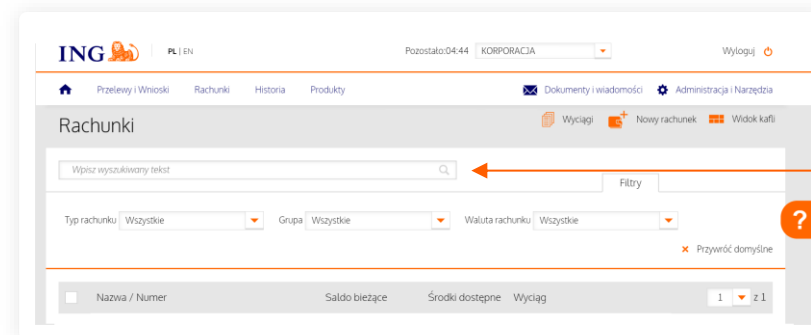 ING PL | EN Pozostało:04:44 KORPORACJA Wyloguj
Przelewy i Wnioski Rachunki Historia Produkty Dokumenty i wiadomości Administracja i Narzędzia
Rachunki Wyciągi Nowy rachunek Widok kafli
Wpisz wyszukiwany tekst
Filtry
Typ rachunku Wszystkie Grupa Wszystkie Waluta rachunku Wszystkie
?
Przywróć domyślne
Nazwa / Numer Saldo bieżące Środki dostępne Wyciąg 1 z 1